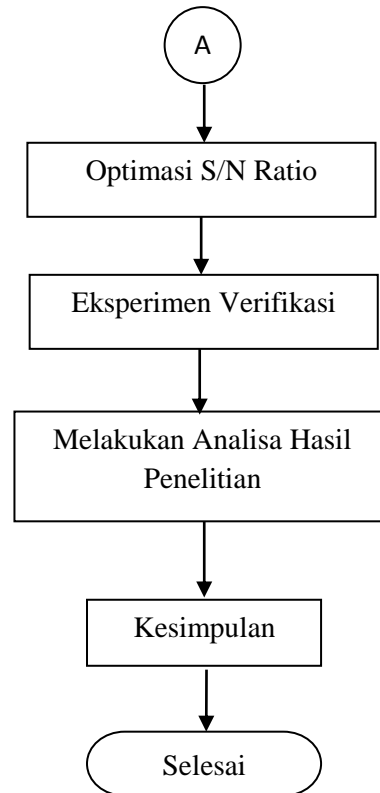 A
Optimasi S/N Ratio
Eksperimen Verifikasi
Melakukan Analisa Hasil
Penelitian
Kesimpulan
Selesai